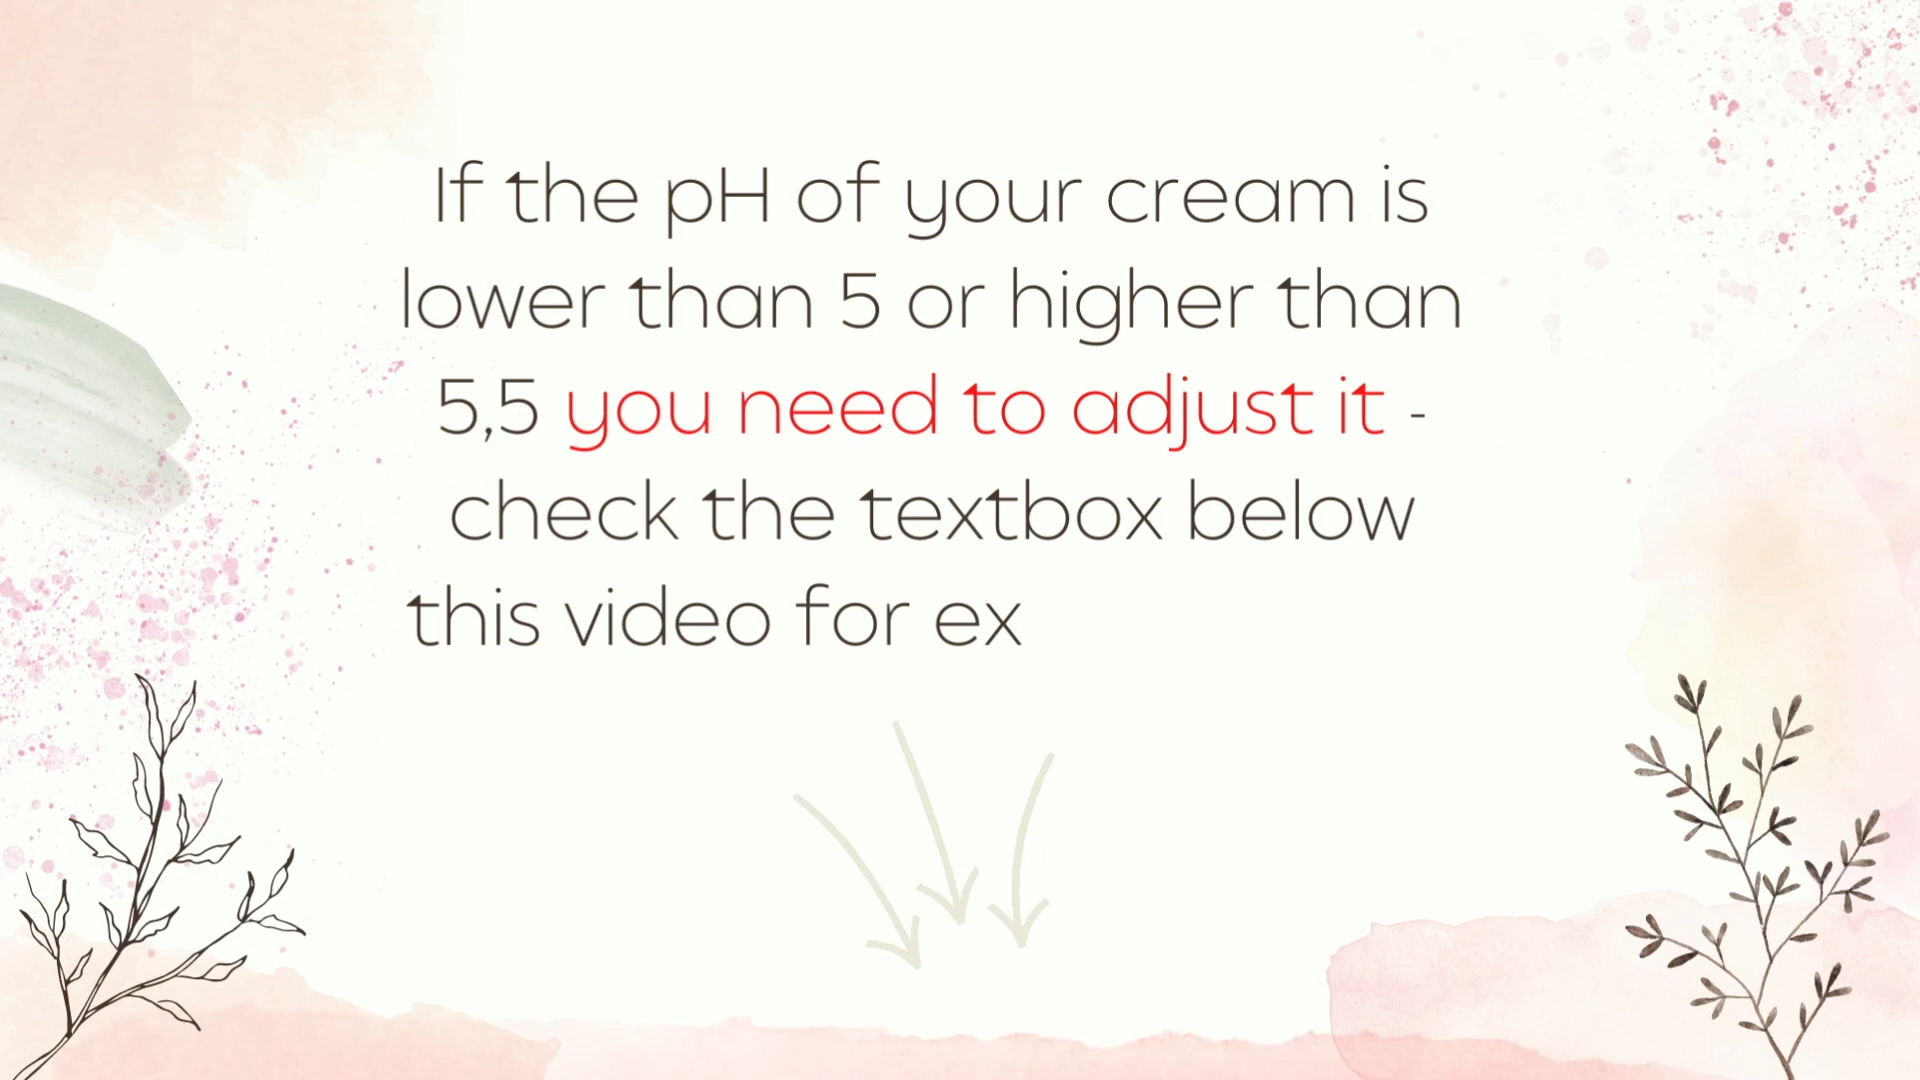 If the pH of your cream is
lower than 5 or higher than
5,5 you need to adjust it -
check the textbox below
this video for ex